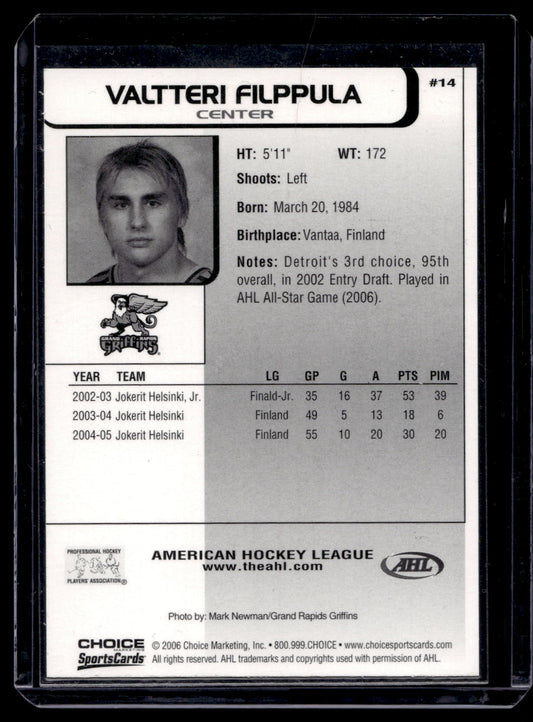 #14
VALTTERI FILPPULA
CENTER
HT: 5'11" WT: 172
Shoots: Left
Born: March 20, 1984
Birthplace: Vantaa, Finland
Notes: Detroit's 3rd choice, 95th
overall, in 2002 Entry Draft. Played in
AHL All-Star Game (2006).
GRAND RAPIDS
GRIFFINS
YEAR TEAM LG GP G A PTS PIM
2002-03 Jokerit Helsinki, Jr. Finald-Jr. 35 16 37 53 39
2003-04 Jokerit Helsinki Finland 49 5 13 18 6
2004-05 Jokerit Helsinki Finland 55 10 20 30 20
PROFESSIONAL HOCKEY
PLAYERS' ASSOCIATION®
AMERICAN HOCKEY LEAGUE
www.theahl.com
AHL
Photo by: Mark Newman/Grand Rapids Griffins
CHOICE
MARKETING
SportsCards
© 2006 Choice Marketing, Inc. • 800.999.CHOICE • www.choicesportscards.com
All rights reserved. AHL trademarks and copyrights used with permission of AHL.